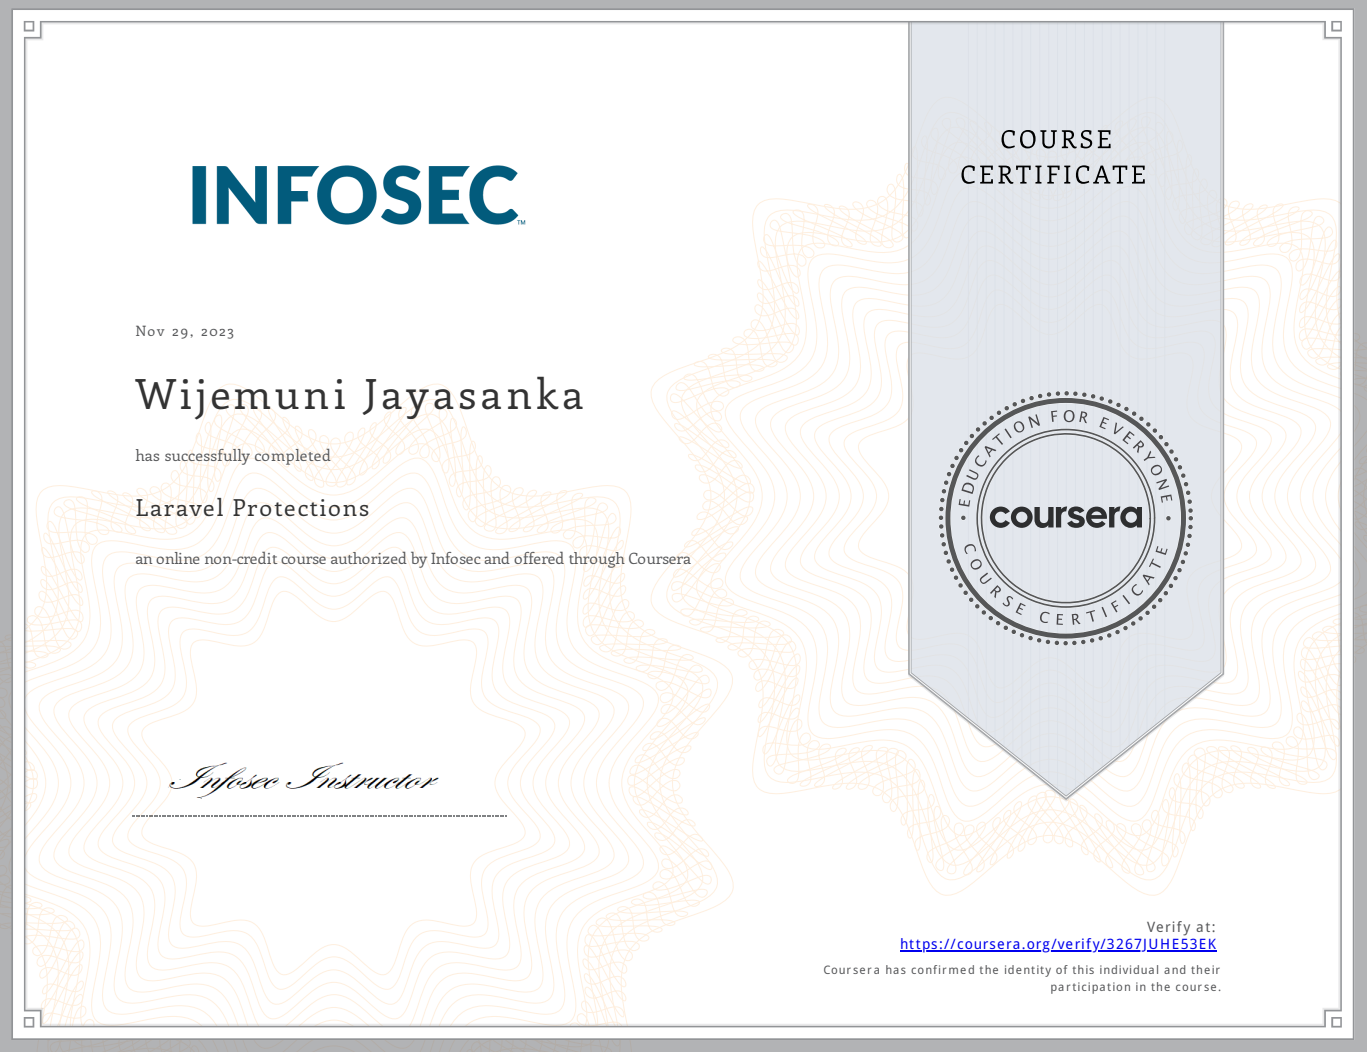 COURSE
CERTIFICATE
INFOSEC™
Nov 29, 2023
Wijemuni Jayasanka
has successfully completed
Laravel Protections
an online non-credit course authorized by Infosec and offered through Coursera
EDUCATION FOR EVERYONE
coursera
COURSE CERTIFICATE
Infosec Instructor
Verify at:
https://coursera.org/verify/3267JUHE53EK
Coursera has confirmed the identity of this individual and their
participation in the course.